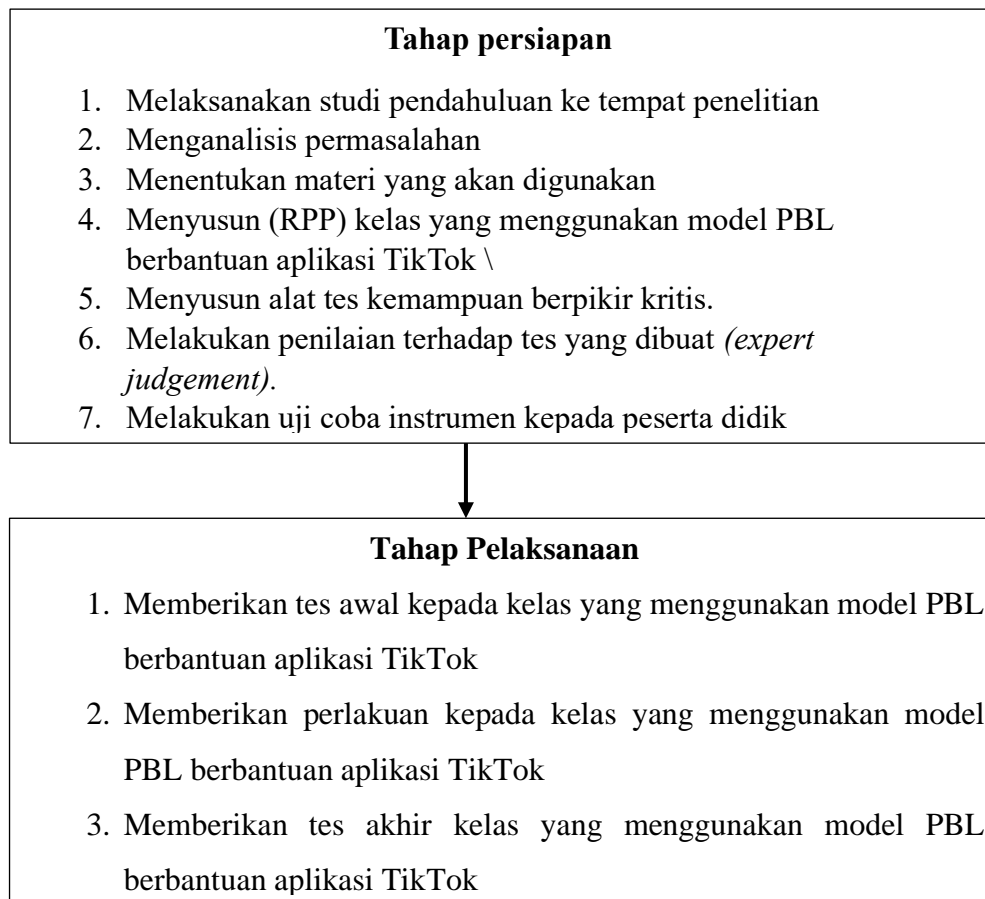 Tahap persiapan
1. Melaksanakan studi pendahuluan ke tempat penelitian
2. Menganalisis permasalahan
3. Menentukan materi yang akan digunakan
4. Menyusun (RPP) kelas yang menggunakan model PBL
berbantuan aplikasi TikTok \
5. Menyusun alat tes kemampuan berpikir kritis.
6. Melakukan penilaian terhadap tes yang dibuat (expert
judgement).
7. Melakukan uji coba instrumen kepada peserta didik
Tahap Pelaksanaan
1. Memberikan tes awal kepada kelas yang menggunakan model PBL
berbantuan aplikasi TikTok
2. Memberikan perlakuan kepada kelas yang menggunakan model
PBL berbantuan aplikasi TikTok
3. Memberikan tes akhir kelas yang menggunakan model PBL
berbantuan aplikasi TikTok